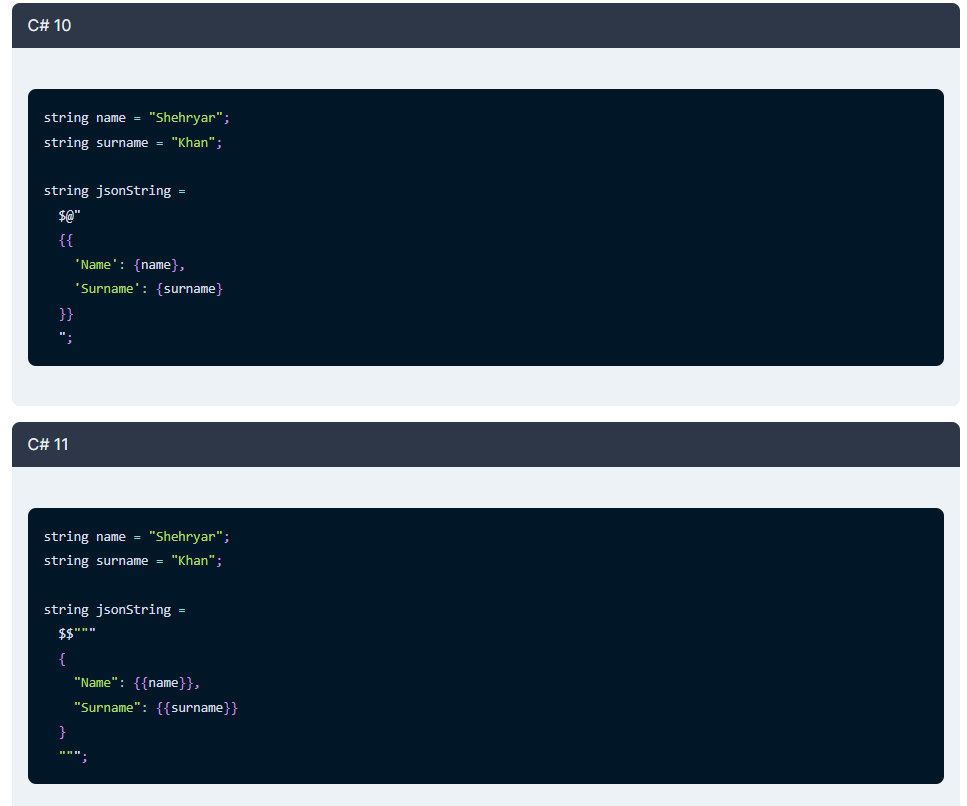 C# 10
string name = "Shehryar";
string surname = "Khan";
string jsonString =
  $@"
  {{
    'Name': {name},
    'Surname': {surname}
  }}
  ";
C# 11
string name = "Shehryar";
string surname = "Khan";
string jsonString =
  $$"""
  {
    "Name": {{name}},
    "Surname": {{surname}}
  }
  """;